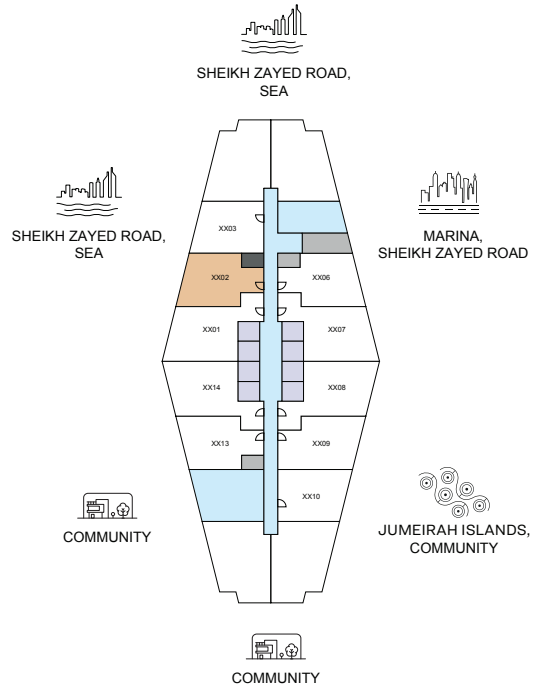 SHEIKH ZAYED ROAD,
SEA
SHEIKH ZAYED ROAD,
SEA
MARINA,
SHEIKH ZAYED ROAD
XX03
XX02
XX06
XX01
XX07
XX14
XX08
XX13
XX09
XX10
COMMUNITY
JUMEIRAH ISLANDS,
COMMUNITY
COMMUNITY